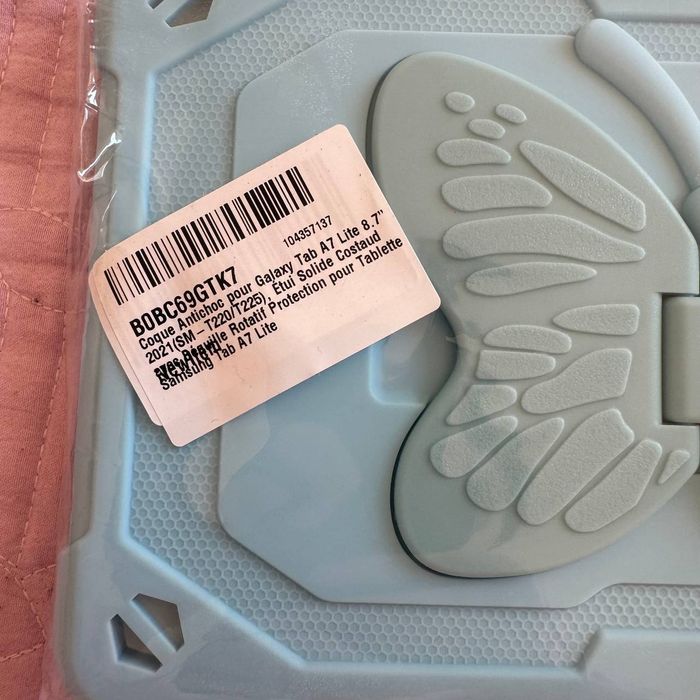 104357137
B0BC69GTK7
Coque Antichoc pour Galaxy Tab A7 Lite 8.7"
2021(SM-T220/T225), Etui Solide Costaud
avec Béquille Rotatif Protection pour Tablette
Samsung Tab A7 Lite